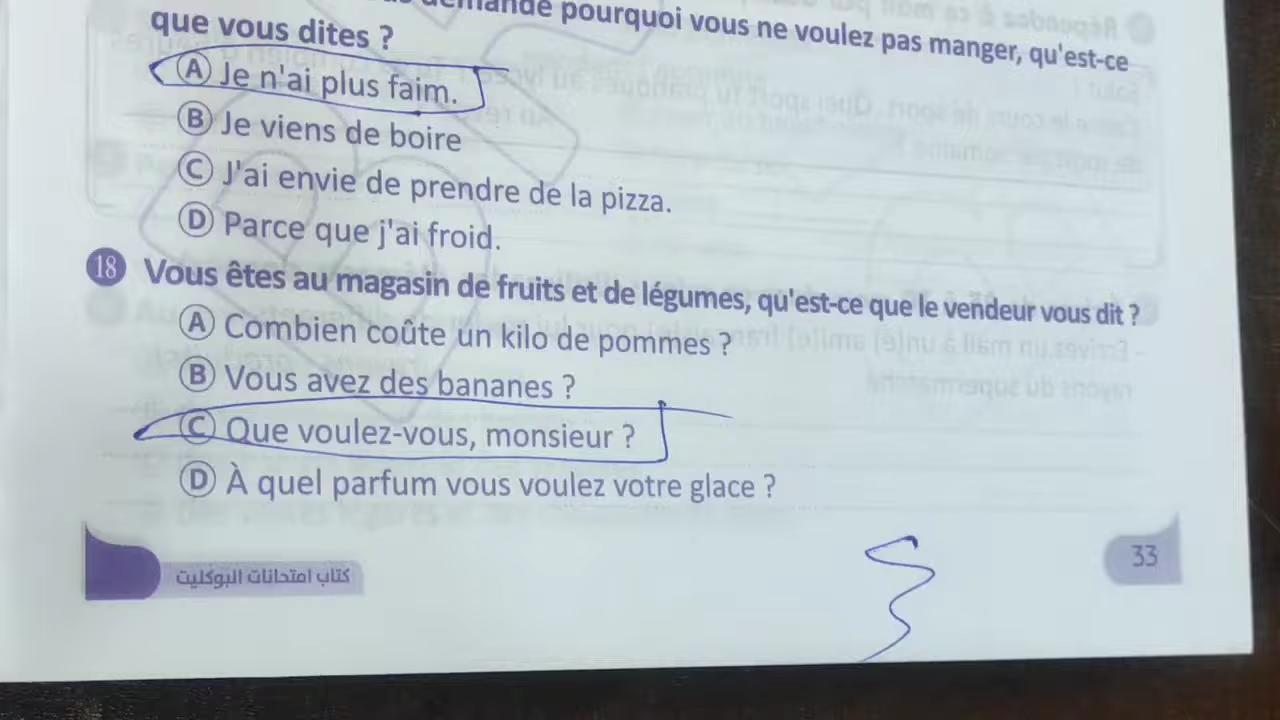 demande pourquoi vous ne voulez pas manger, qu'est-ce
que vous dites ?
A Je n'ai plus faim.
B Je viens de boire
C J'ai envie de prendre de la pizza.
D Parce que j'ai froid.
18 Vous êtes au magasin de fruits et de légumes, qu'est-ce que le vendeur vous dit ?
A Combien coûte un kilo de pommes ?
B Vous avez des bananes ?
C Que voulez-vous, monsieur ?
D À quel parfum vous voulez votre glace ?
كتاب امتحانات البوكليت
33